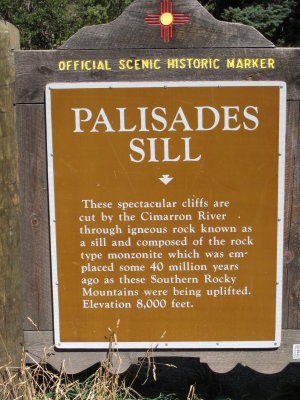 OFFICIAL SCENIC HISTORIC MARKER
PALISADES
SILL
These spectacular cliffs are
cut by the Cimarron River
through igneous rock known as
a sill and composed of the rock
type monzonite which was em-
placed some 40 million years
ago as these Southern Rocky
Mountains were being uplifted.
Elevation 8,000 feet.